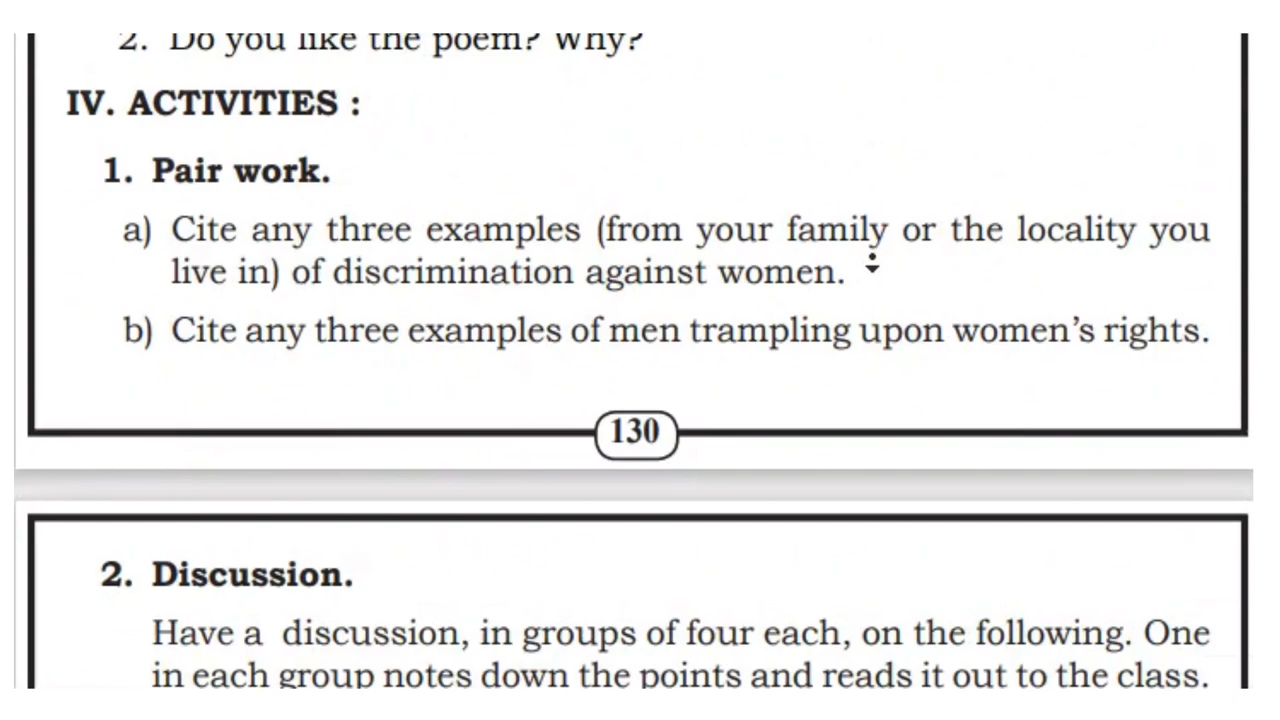 2. Do you like the poem? Why?
IV. ACTIVITIES :
1. Pair work.
a) Cite any three examples (from your family or the locality you
live in) of discrimination against women.
b) Cite any three examples of men trampling upon women's rights.
130
2. Discussion.
Have a discussion, in groups of four each, on the following. One
in each group notes down the points and reads it out to the class.